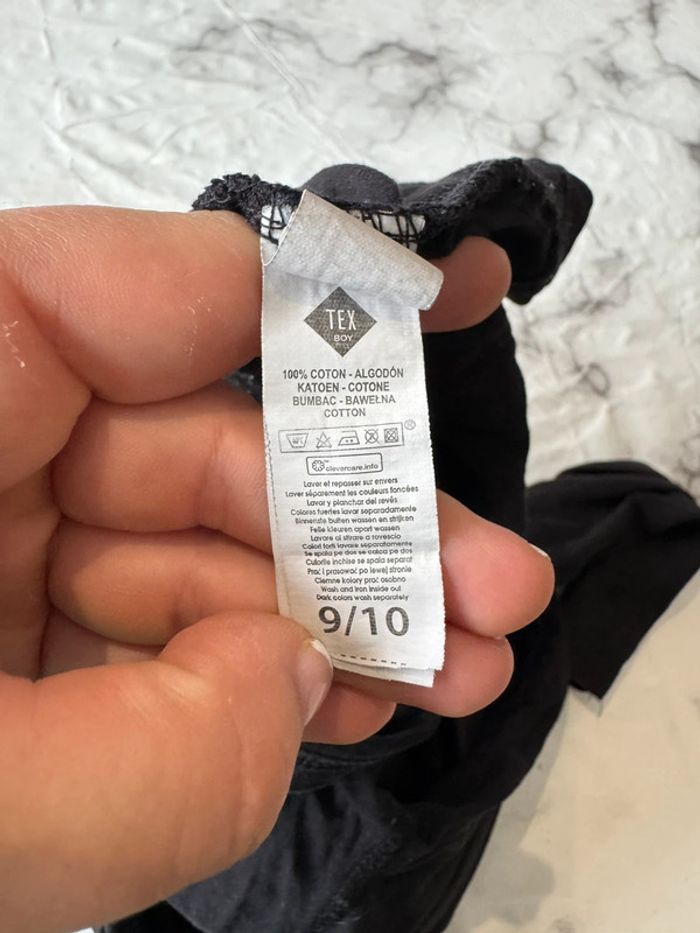 TEX
BOY
100% COTON - ALGODÓN
KATOEN - COTONE
BUMBAC - BAWEŁNA
COTTON
®
™
clevercare.info
Laver et repasser sur envers
Laver séparement les couleurs foncées
Lavar y planchar del revés
Colores fuertes lavar separadamente
Binnenste buiten wassen en strijken
Felle kleuren apart wassen
Lavare al stirare a rovescio
Colori forti lavare separatamente
Se spala pe dos se calca pe dos
Culorile inchise se spala separat
Prać i prasować po lewej stronie
Ciemne kolory prać osobno
Wash and iron inside out
Dark colors wash separately
9/10